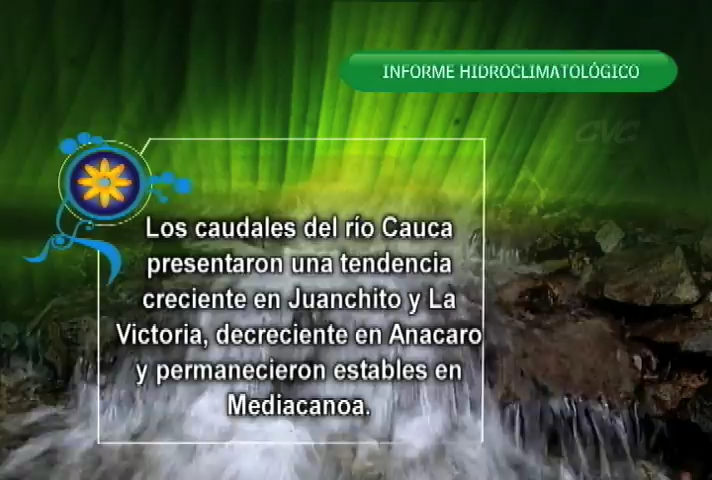 INFORME HIDROCLIMATOLÓGICO
CVC
Los caudales del río Cauca
presentaron una tendencia
creciente en Juanchito y La
Victoria, decreciente en Anacaro
y permanecieron estables en
Mediacanoa.